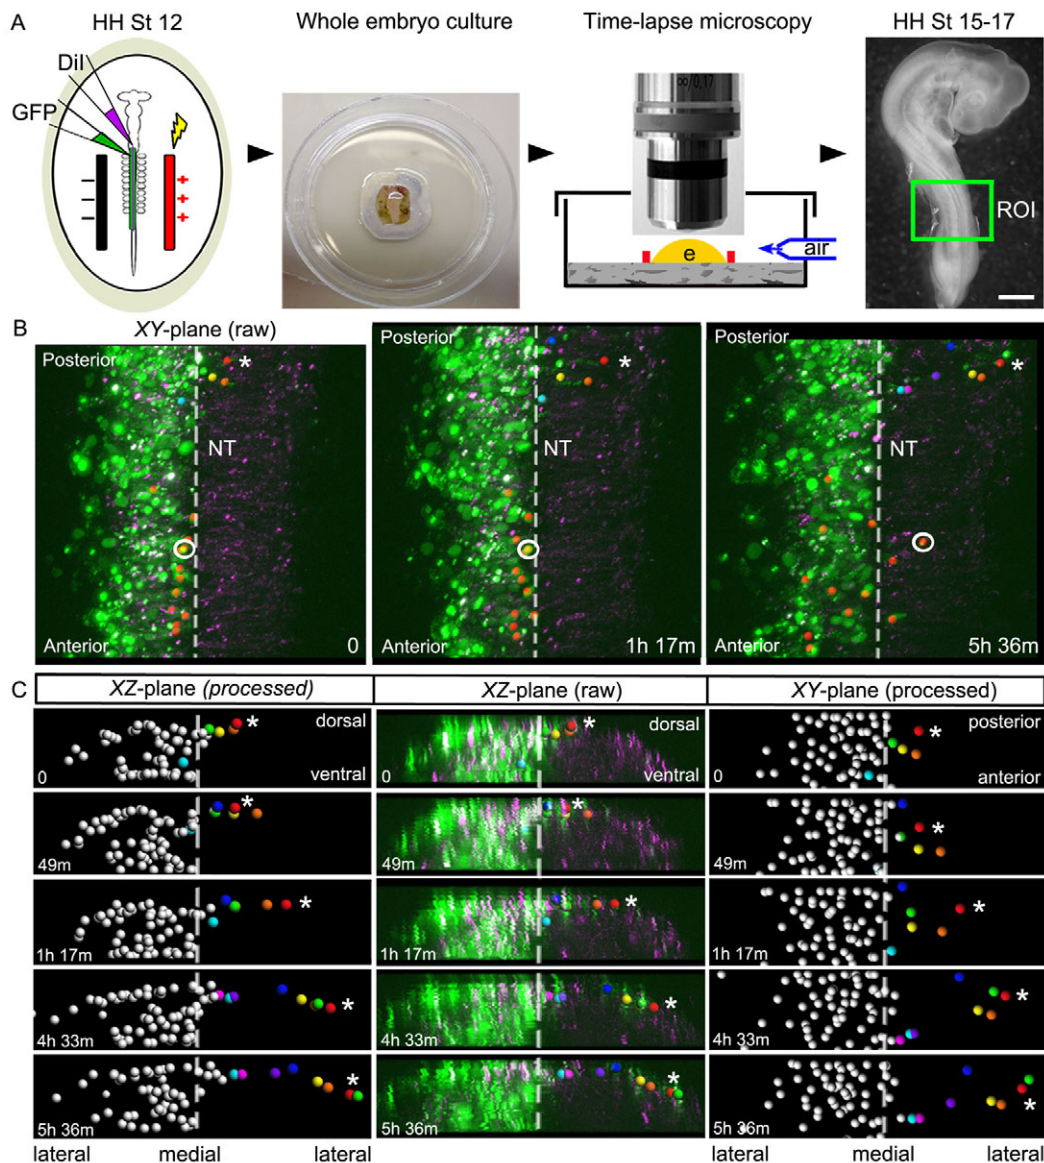 A
HH St 12
Whole embryo culture
Time-lapse microscopy
HH St 15-17
DiI
GFP
∞/0,17
e
air
ROI
B
XY-plane (raw)
Posterior
*
NT
Anterior
0
Posterior
*
NT
Anterior
1h 17m
Posterior
*
NT
Anterior
5h 36m
C
XZ-plane (processed)
XZ-plane (raw)
XY-plane (processed)
dorsal
*
ventral
0
dorsal
*
ventral
0
posterior
*
anterior
0
*
49m
*
49m
*
49m
*
1h 17m
*
1h 17m
*
1h 17m
*
4h 33m
*
4h 33m
*
4h 33m
*
5h 36m
*
5h 36m
*
5h 36m
lateral medial lateral
lateral medial lateral